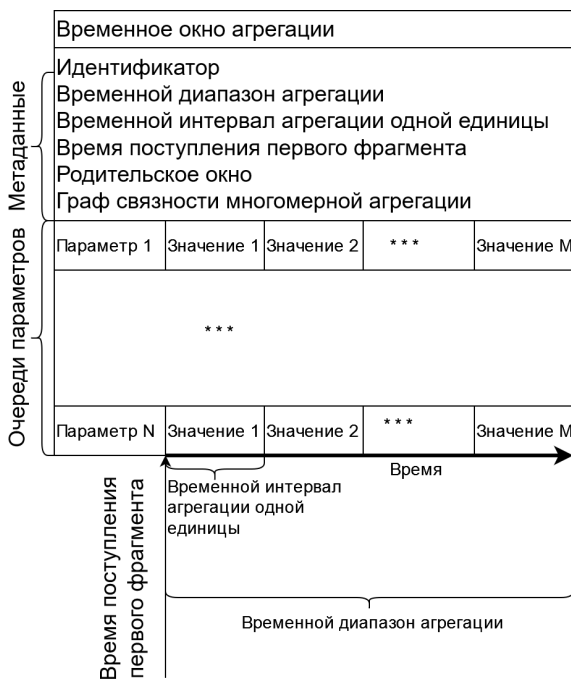 Временное окно агрегации
Метаданные
Идентификатор
Временной диапазон агрегации
Временной интервал агрегации одной единицы
Время поступления первого фрагмента
Родительское окно
Граф связности многомерной агрегации
Очереди параметров
Параметр 1 Значение 1 Значение 2 *** Значение M
***
Параметр N Значение 1 Значение 2 *** Значение M
Время
Временной интервал
агрегации одной
единицы
Время поступления
первого фрагмента
Временной диапазон агрегации